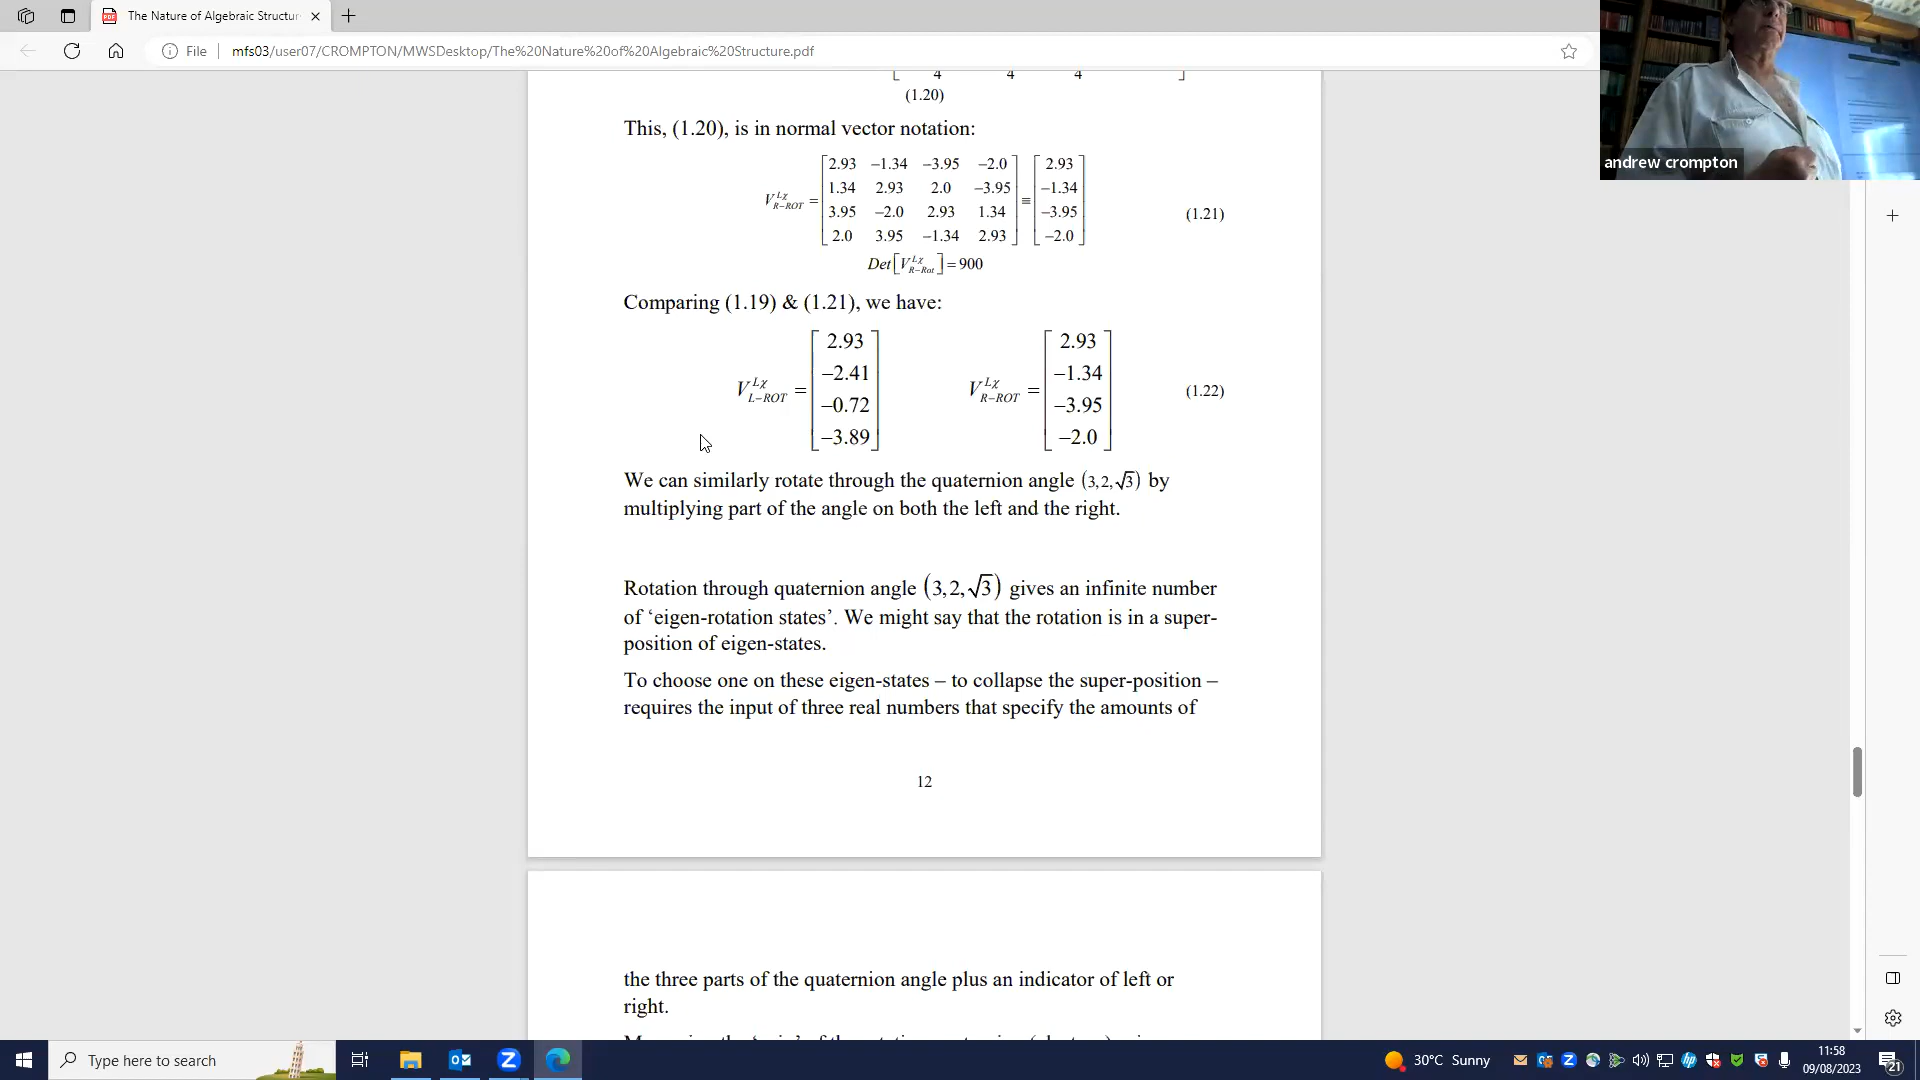 The Nature of Algebraic Structur
File mfs03/user07/CROMPTON/MWSDesktop/The%20Nature%20of%20Algebraic%20Structure.pdf
andrew crompton
4 4 4
(1.20)
This, (1.20), is in normal vector notation:
2.93 −1.34 −3.95 −2.0 2.93
1.34 2.93 2.0 −3.95 −1.34
V^{Lχ}_{R−ROT} = ≡ (1.21)
3.95 −2.0 2.93 1.34 −3.95
2.0 3.95 −1.34 2.93 −2.0
Det[V^{Lχ}_{R−Rot}] = 900
Comparing (1.19) & (1.21), we have:
2.93 2.93
−2.41 −1.34
V^{Lχ}_{L−ROT} = V^{Lχ}_{R−ROT} = (1.22)
−0.72 −3.95
−3.89 −2.0
We can similarly rotate through the quaternion angle (3,2,√3) by
multiplying part of the angle on both the left and the right.
Rotation through quaternion angle (3,2,√3) gives an infinite number
of ‘eigen-rotation states’. We might say that the rotation is in a super-
position of eigen-states.
To choose one on these eigen-states – to collapse the super-position –
requires the input of three real numbers that specify the amounts of
12
the three parts of the quaternion angle plus an indicator of left or
right.
Type here to search
30°C Sunny
11:58
09/08/2023
21